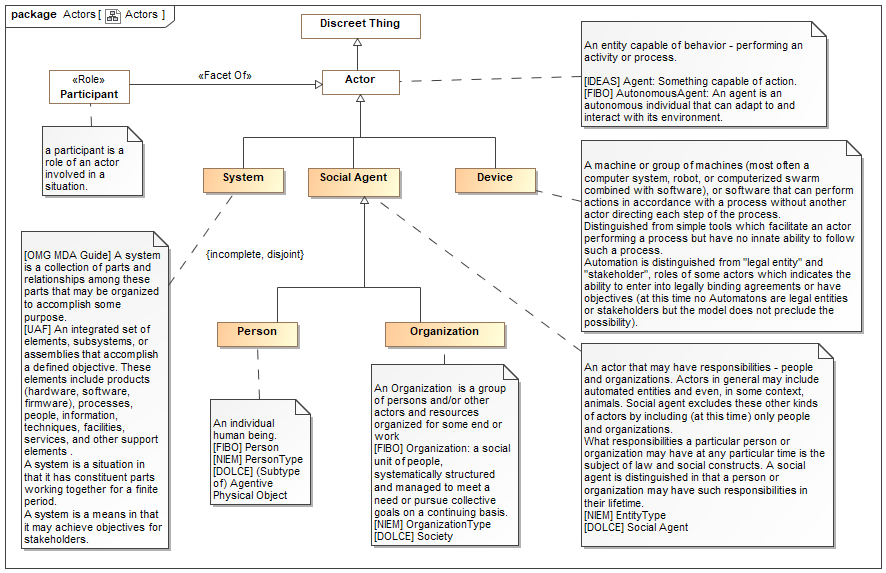 package Actors [ Actors ]
Discreet Thing
«Role»
Participant
«Facet Of»
Actor
An entity capable of behavior - performing an
activity or process.
[IDEAS] Agent: Something capable of action.
[FIBO] AutonomousAgent: An agent is an
autonomous individual that can adapt to and
interact with its environment.
a participant is a
role of an actor
involved in a
situation.
System
Social Agent
Device
A machine or group of machines (most often a
computer system, robot, or computerized swarm
combined with software), or software that can perform
actions in accordance with a process without another
actor directing each step of the process.
Distinguished from simple tools which facilitate an actor
performing a process but have no innate ability to follow
such a process.
Automation is distinguished from "legal entity" and
"stakeholder", roles of some actors which indicates the
ability to enter into legally binding agreements or have
objectives (at this time no Automatons are legal entities
or stakeholders but the model does not preclude the
possibility).
[OMG MDA Guide] A system
is a collection of parts and
relationships among these
parts that may be organized
to accomplish some
purpose.
[UAF] An integrated set of
elements, subsystems, or
assemblies that accomplish
a defined objective. These
elements include products
(hardware, software,
firmware), processes,
people, information,
techniques, facilities,
services, and other support
elements .
A system is a situation in
that it has constituent parts
working together for a finite
period.
A system is a means in that
it may achieve objectives for
stakeholders.
{incomplete, disjoint}
Person
Organization
An individual
human being.
[FIBO] Person
[NIEM] PersonType
[DOLCE] (Subtype
of) Agentive
Physical Object
An Organization is a group
of persons and/or other
actors and resources
organized for some end or
work
[FIBO] Organization: a social
unit of people,
systematically structured
and managed to meet a
need or pursue collective
goals on a continuing basis.
[NIEM] OrganizationType
[DOLCE] Society
An actor that may have responsibilities - people
and organizations. Actors in general may include
automated entities and even, in some context,
animals. Social agent excludes these other kinds
of actors by including (at this time) only people
and organizations.
What responsibilities a particular person or
organization may have at any particular time is the
subject of law and social constructs. A social
agent is distinguished in that a person or
organization may have such responsibilities in
their lifetime.
[NIEM] EntityType
[DOLCE] Social Agent